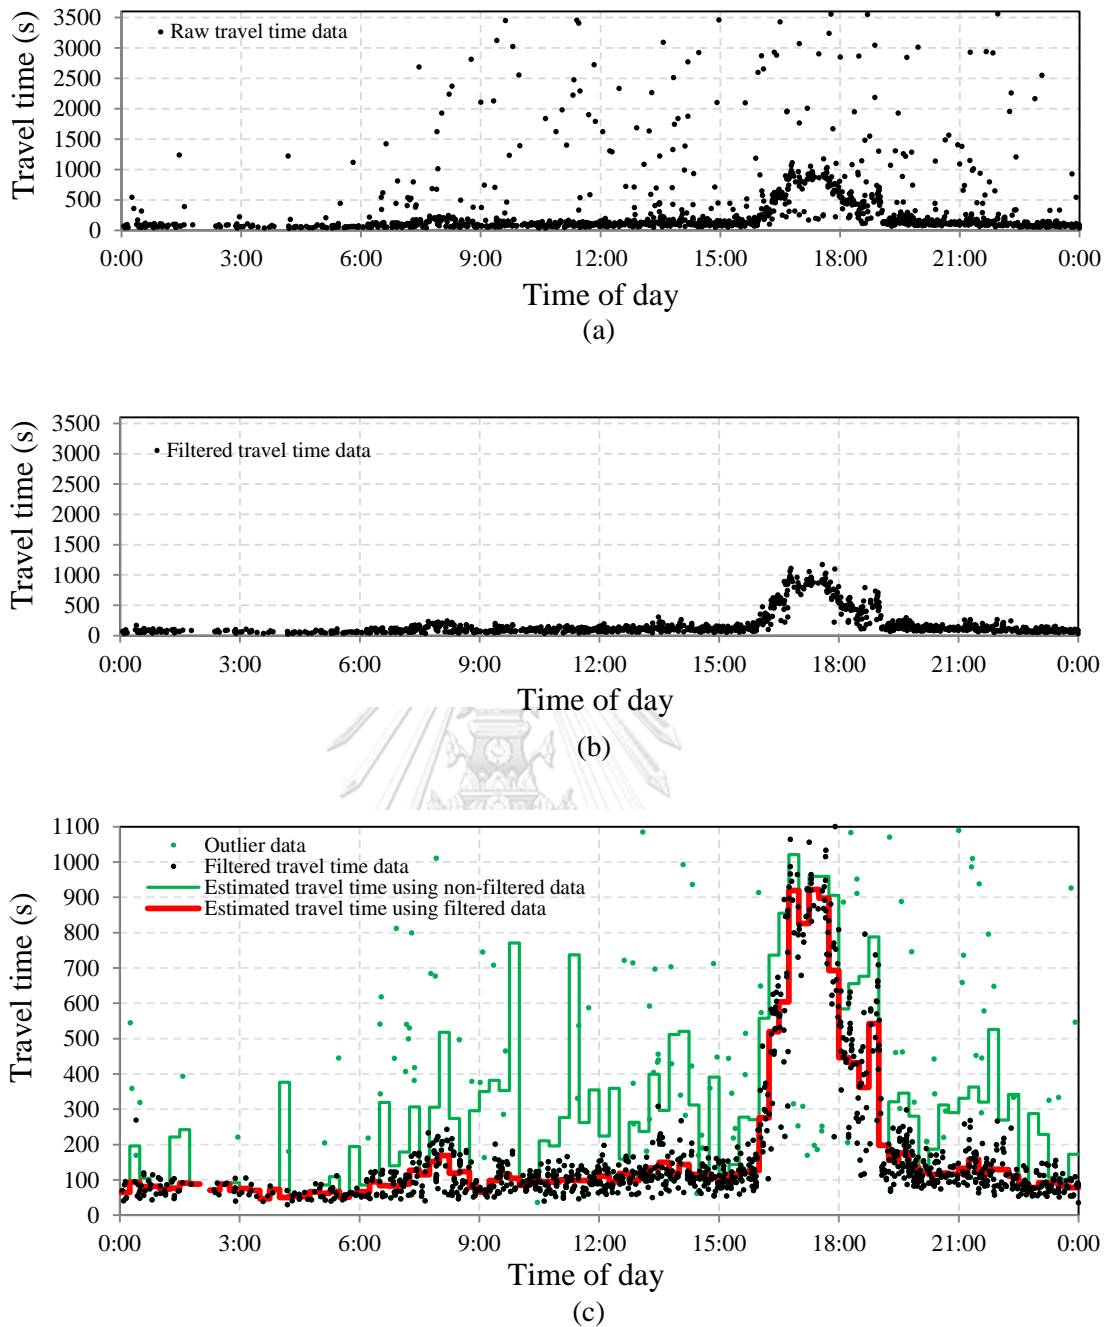 3500
3000
2500
2000
1500
1000
500
0
Travel time (s)
Raw travel time data
0:00 3:00 6:00 9:00 12:00 15:00 18:00 21:00 0:00
Time of day
(a)
3500
3000
2500
2000
1500
1000
500
0
Travel time (s)
Filtered travel time data
0:00 3:00 6:00 9:00 12:00 15:00 18:00 21:00 0:00
Time of day
(b)
1100
1000
900
800
700
600
500
400
300
200
100
0
Travel time (s)
Outlier data
Filtered travel time data
Estimated travel time using non-filtered data
Estimated travel time using filtered data
0:00 3:00 6:00 9:00 12:00 15:00 18:00 21:00 0:00
Time of day
(c)